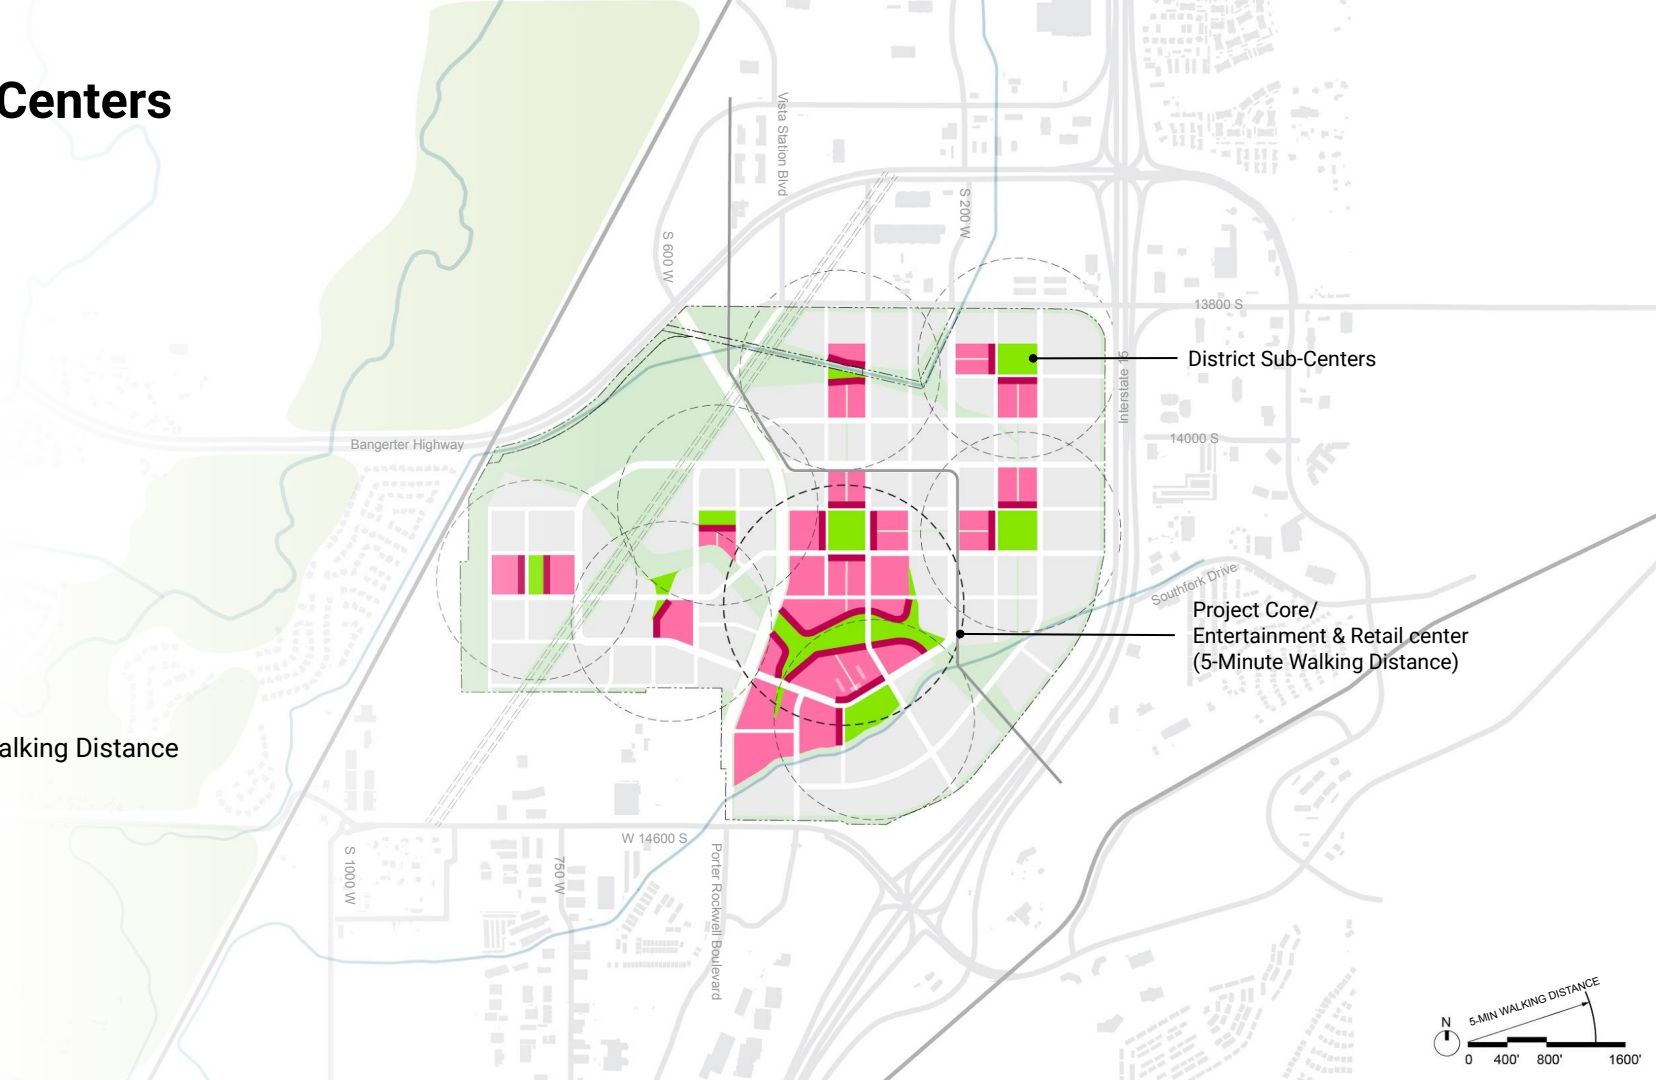 Centers
Vista Station Blvd
S 200 W
S 600 W
13800 S
Interstate 15
District Sub-Centers
Bangerter Highway
14000 S
Southfork Drive
Project Core/
Entertainment & Retail center
(5-Minute Walking Distance)
alking Distance
W 14600 S
S 1000 W
750 W
Porter Rockwell Boulevard
5-MIN WALKING DISTANCE
N
0 400' 800' 1600'